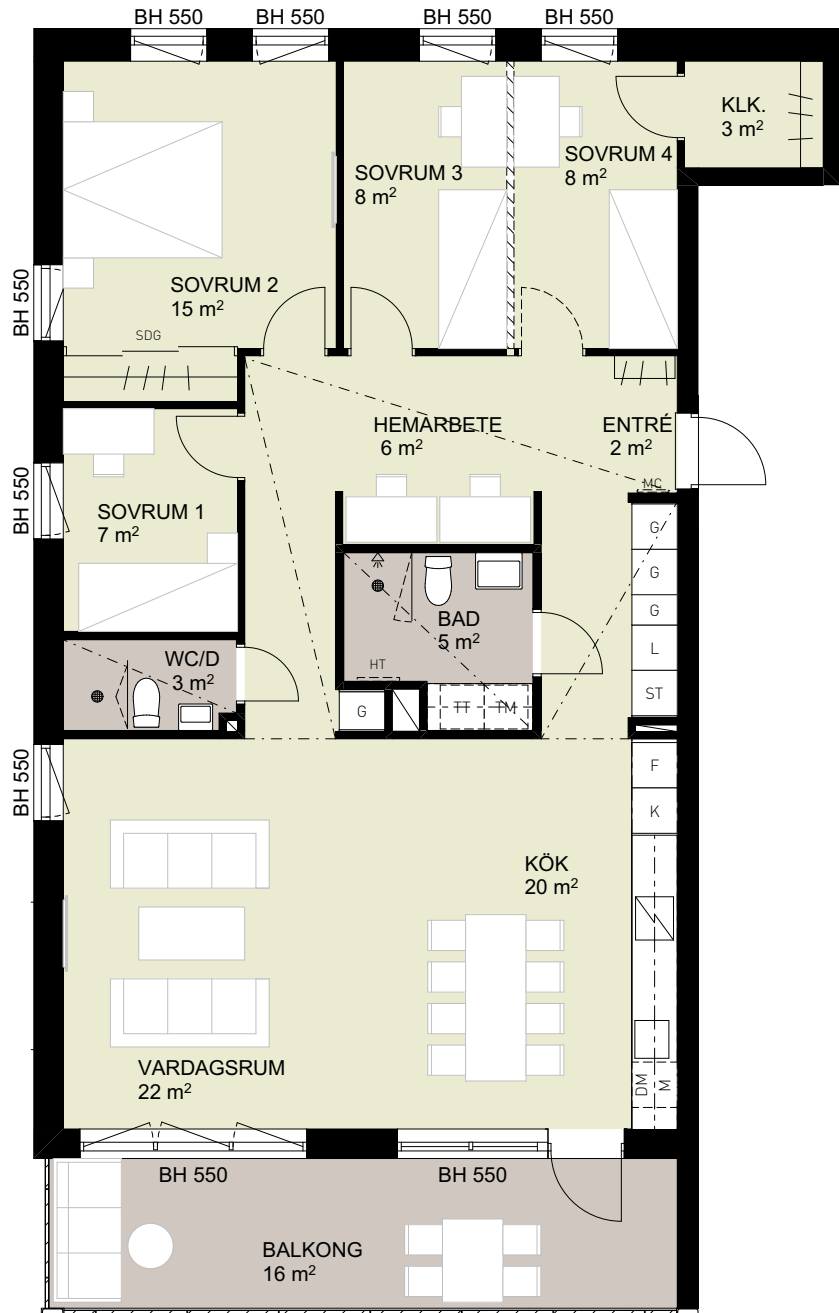 BH 550
BH 550
BH 550
BH 550
KLK.
3 m²
SOVRUM 3
8 m²
SOVRUM 4
8 m²
SOVRUM 2
15 m²
BH 550
SDG
HEMARBETE
6 m²
ENTRÉ
2 m²
MC
BH 550
SOVRUM 1
7 m²
G
G
G
L
ST
BAD
5 m²
WC/D
3 m²
HT
G
TT
TM
BH 550
F
K
KÖK
20 m²
VARDAGSRUM
22 m²
DM
M
BH 550
BH 550
BALKONG
16 m²